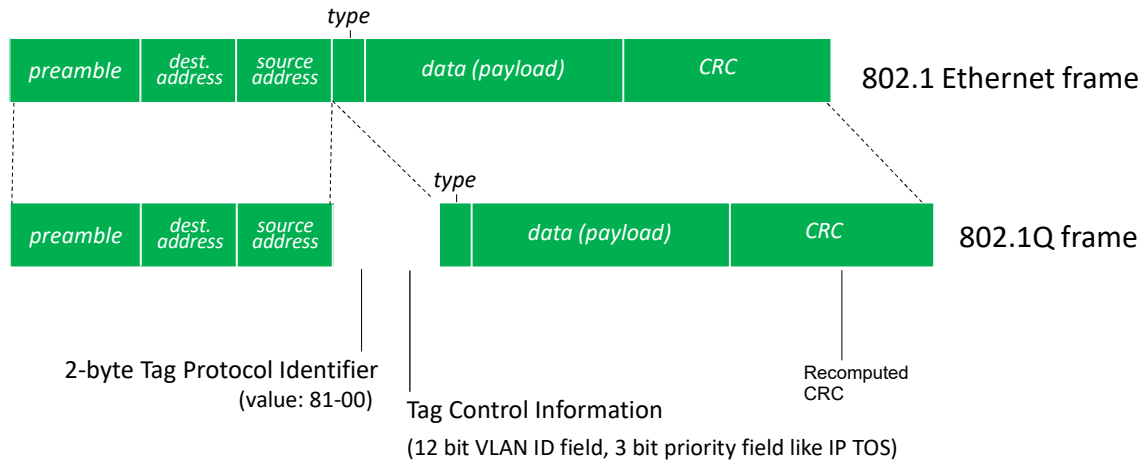 type
preamble
dest.
address
source
address
data (payload)
CRC
802.1 Ethernet frame
type
preamble
dest.
address
source
address
data (payload)
CRC
802.1Q frame
2-byte Tag Protocol Identifier
(value: 81-00)
Tag Control Information
(12 bit VLAN ID field, 3 bit priority field like IP TOS)
Recomputed
CRC